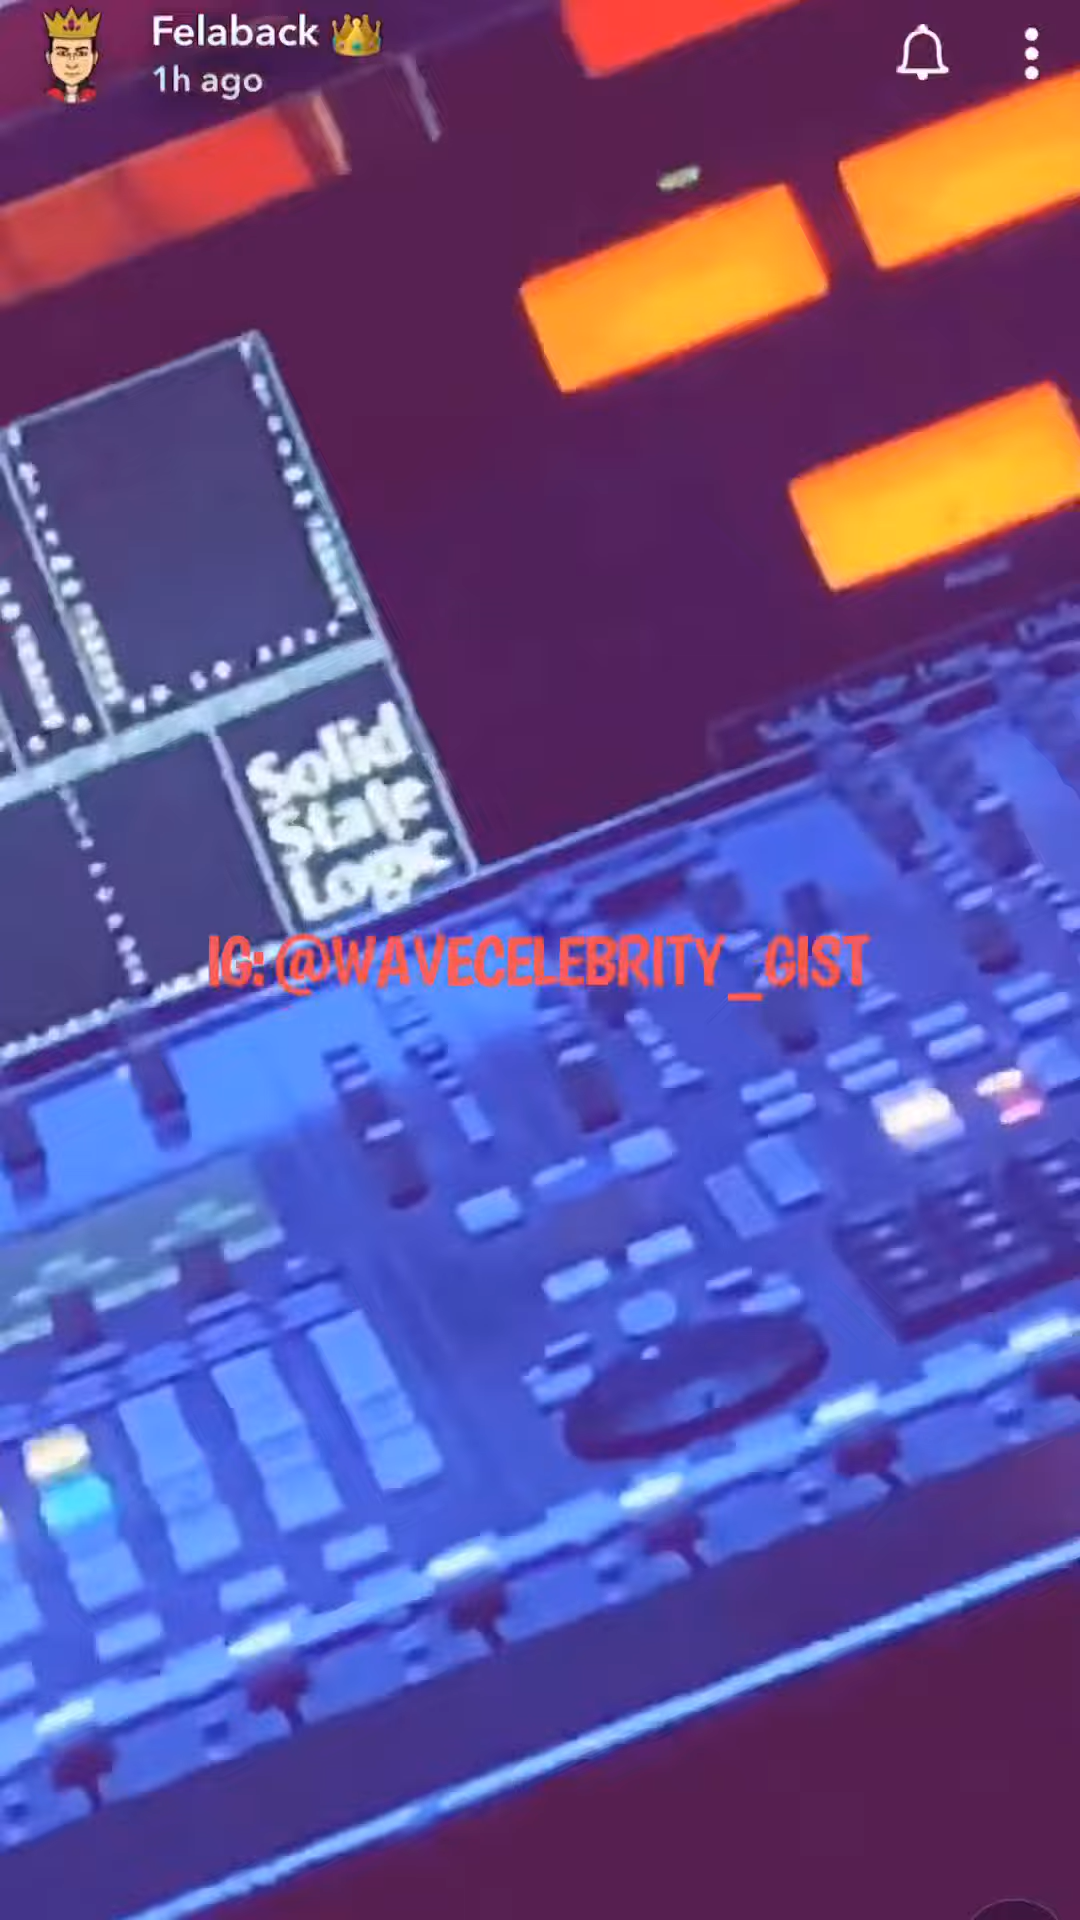 Felaback 👑
1h ago
Solid
State
Logic
IG: @WAVECELEBRITY_GIST